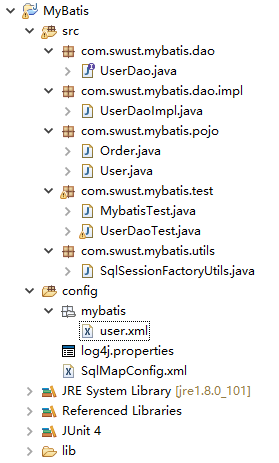 MyBatis
src
com.swust.mybatis.dao
UserDao.java
com.swust.mybatis.dao.impl
UserDaoImpl.java
com.swust.mybatis.pojo
Order.java
User.java
com.swust.mybatis.test
MybatisTest.java
UserDaoTest.java
com.swust.mybatis.utils
SqlSessionFactoryUtils.java
config
mybatis
user.xml
log4j.properties
SqlMapConfig.xml
JRE System Library [jre1.8.0_101]
Referenced Libraries
JUnit 4
lib